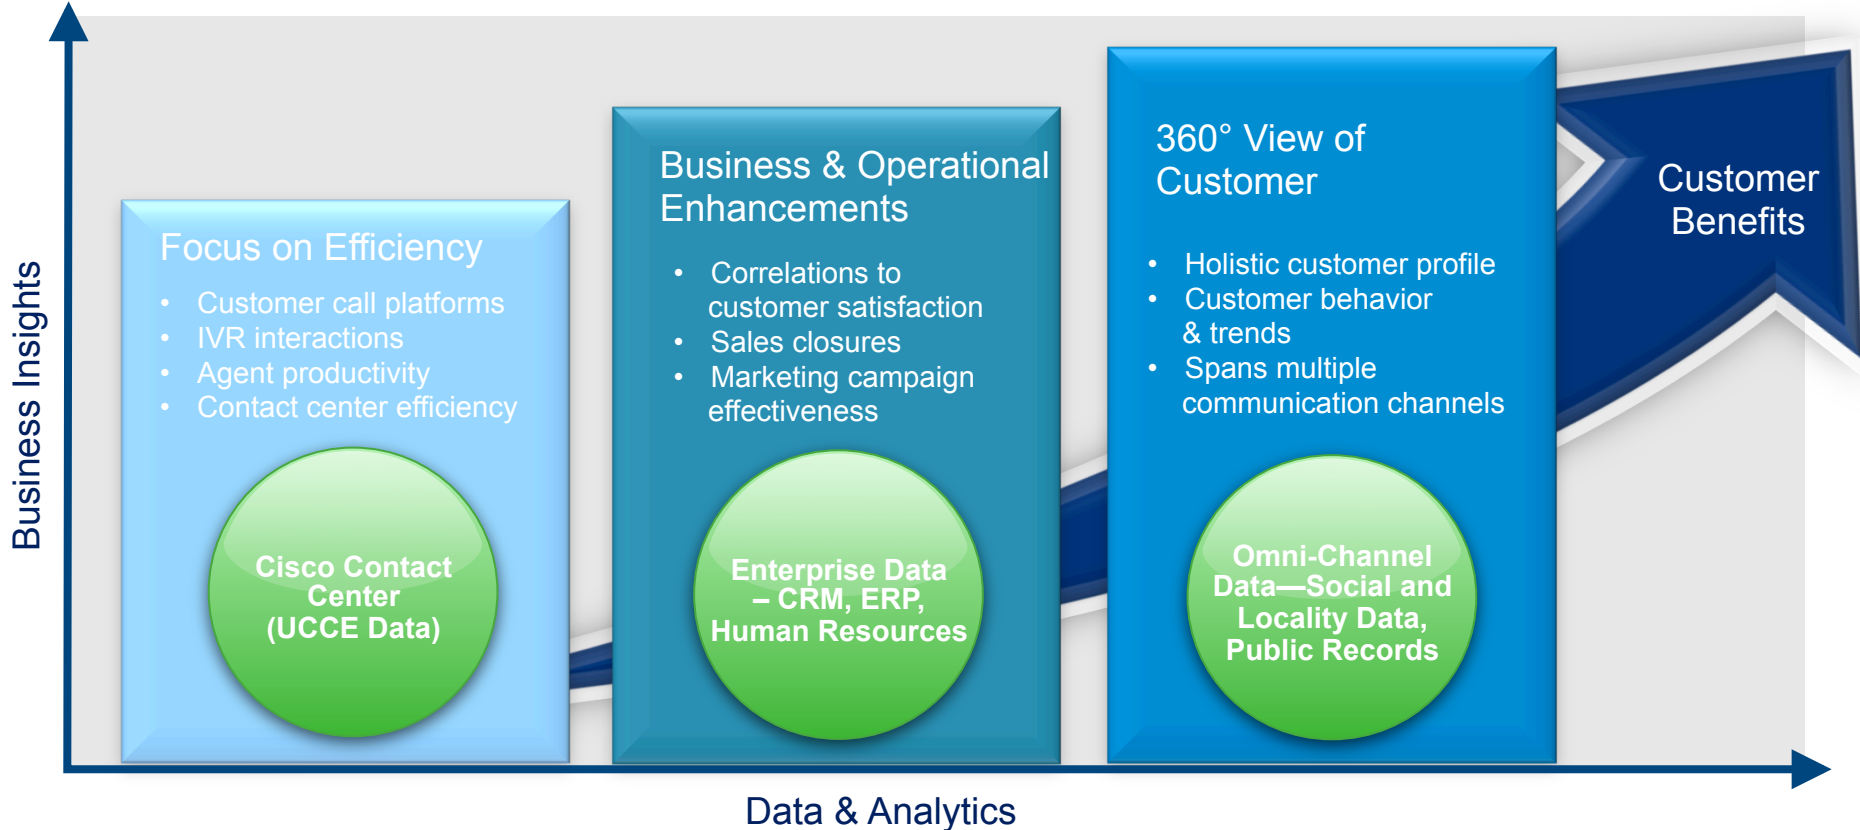 Business Insights
Focus on Efficiency
• Customer call platforms
• IVR interactions
• Agent productivity
• Contact center efficiency
Cisco Contact
Center
(UCCE Data)
Business & Operational
Enhancements
• Correlations to
customer satisfaction
• Sales closures
• Marketing campaign
effectiveness
Enterprise Data
– CRM, ERP,
Human Resources
360° View of
Customer
• Holistic customer profile
• Customer behavior
& trends
• Spans multiple
communication channels
Omni-Channel
Data—Social and
Locality Data,
Public Records
Customer
Benefits
Data & Analytics